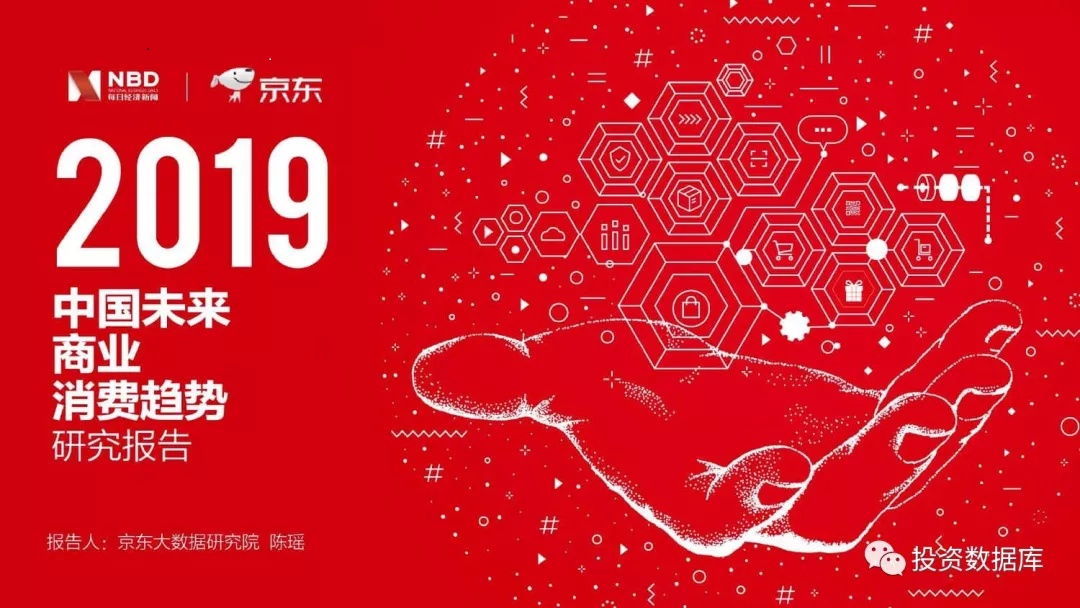 NBD
每日经济新闻
京东
2019
中国未来
商业
消费趋势
研究报告
报告人：京东大数据研究院 陈瑶
投资数据库